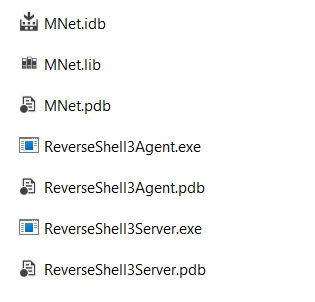 MNet.idb
MNet.lib
MNet.pdb
ReverseShell3Agent.exe
ReverseShell3Agent.pdb
ReverseShell3Server.exe
ReverseShell3Server.pdb